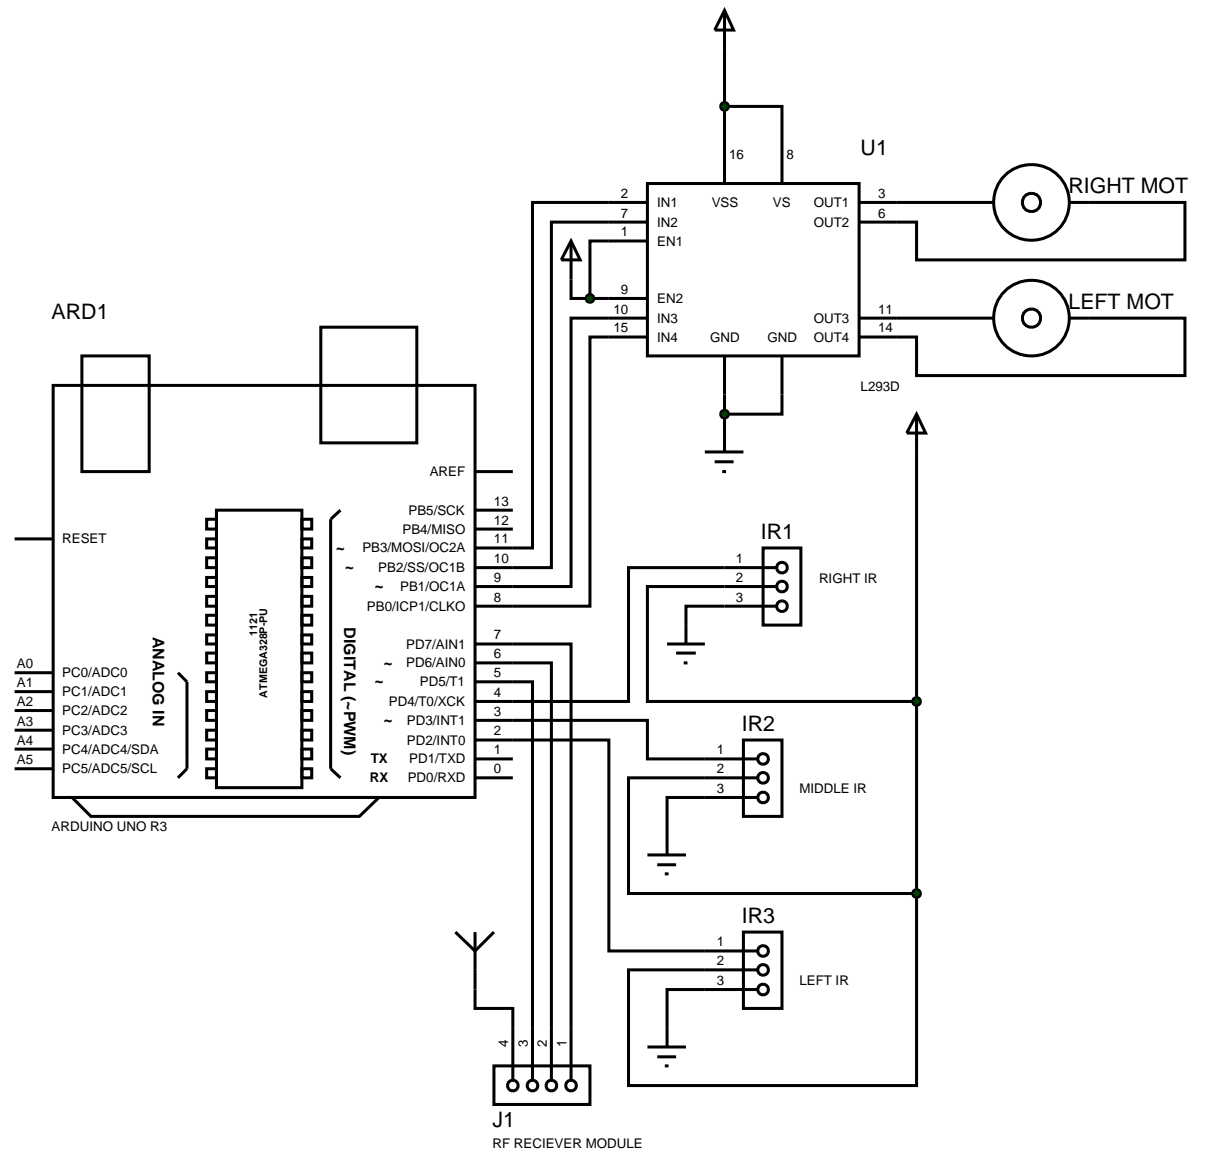 U1
16
8
VSS
VS
2 IN1
7 IN2
1 EN1
9 EN2
10 IN3
15 IN4
GND
GND
OUT1 3
OUT2 6
OUT3 11
OUT4 14
L293D
RIGHT MOT
LEFT MOT
ARD1
RESET
AREF
PB5/SCK 13
PB4/MISO 12
~ PB3/MOSI/OC2A 11
~ PB2/SS/OC1B 10
~ PB1/OC1A 9
PB0/ICP1/CLKO 8
PD7/AIN1 7
~ PD6/AIN0 6
~ PD5/T1 5
PD4/T0/XCK 4
~ PD3/INT1 3
PD2/INT0 2
TX PD1/TXD 1
RX PD0/RXD 0
DIGITAL (~PWM)
1121
ATMEGA328P-PU
ANALOG IN
A0 PC0/ADC0
A1 PC1/ADC1
A2 PC2/ADC2
A3 PC3/ADC3
A4 PC4/ADC4/SDA
A5 PC5/ADC5/SCL
ARDUINO UNO R3
IR1
1
2
3
RIGHT IR
IR2
1
2
3
MIDDLE IR
IR3
1
2
3
LEFT IR
4
3
2
1
J1
RF RECIEVER MODULE